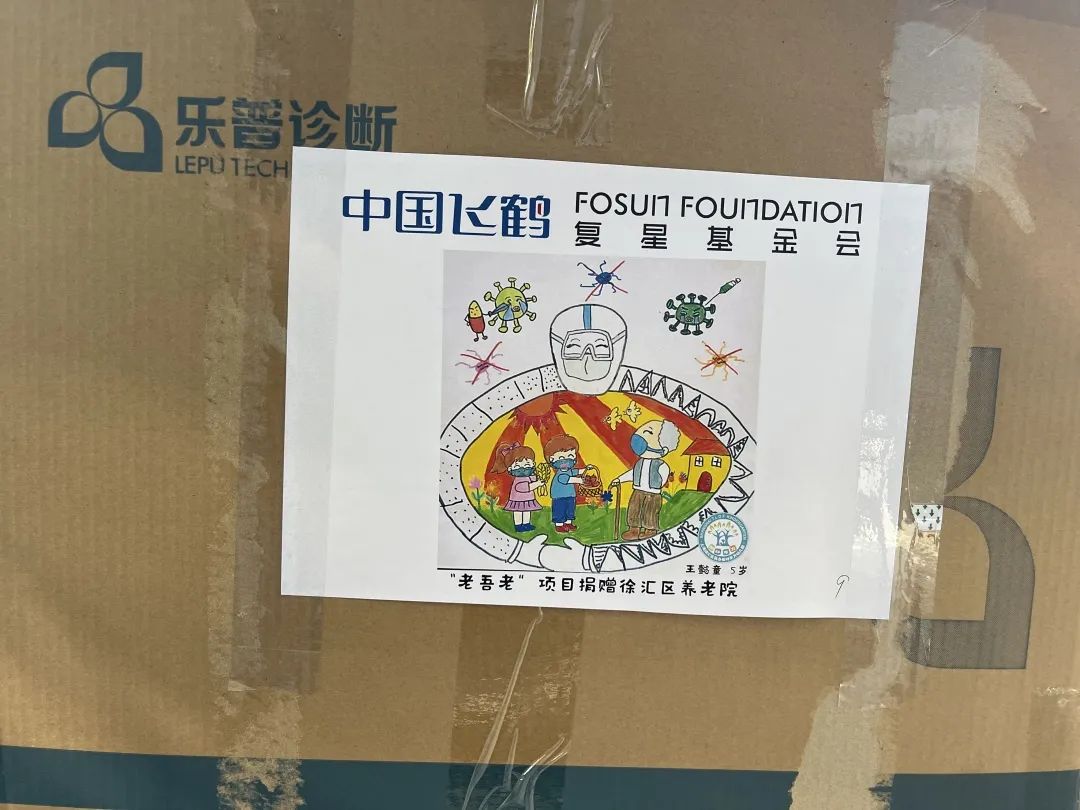 乐普诊断
LEPU TECH
中国飞鹤
FOSUN FOUNDATION
复星基金会
王懿童 5岁
"老吾老" 项目捐赠徐汇区养老院
9